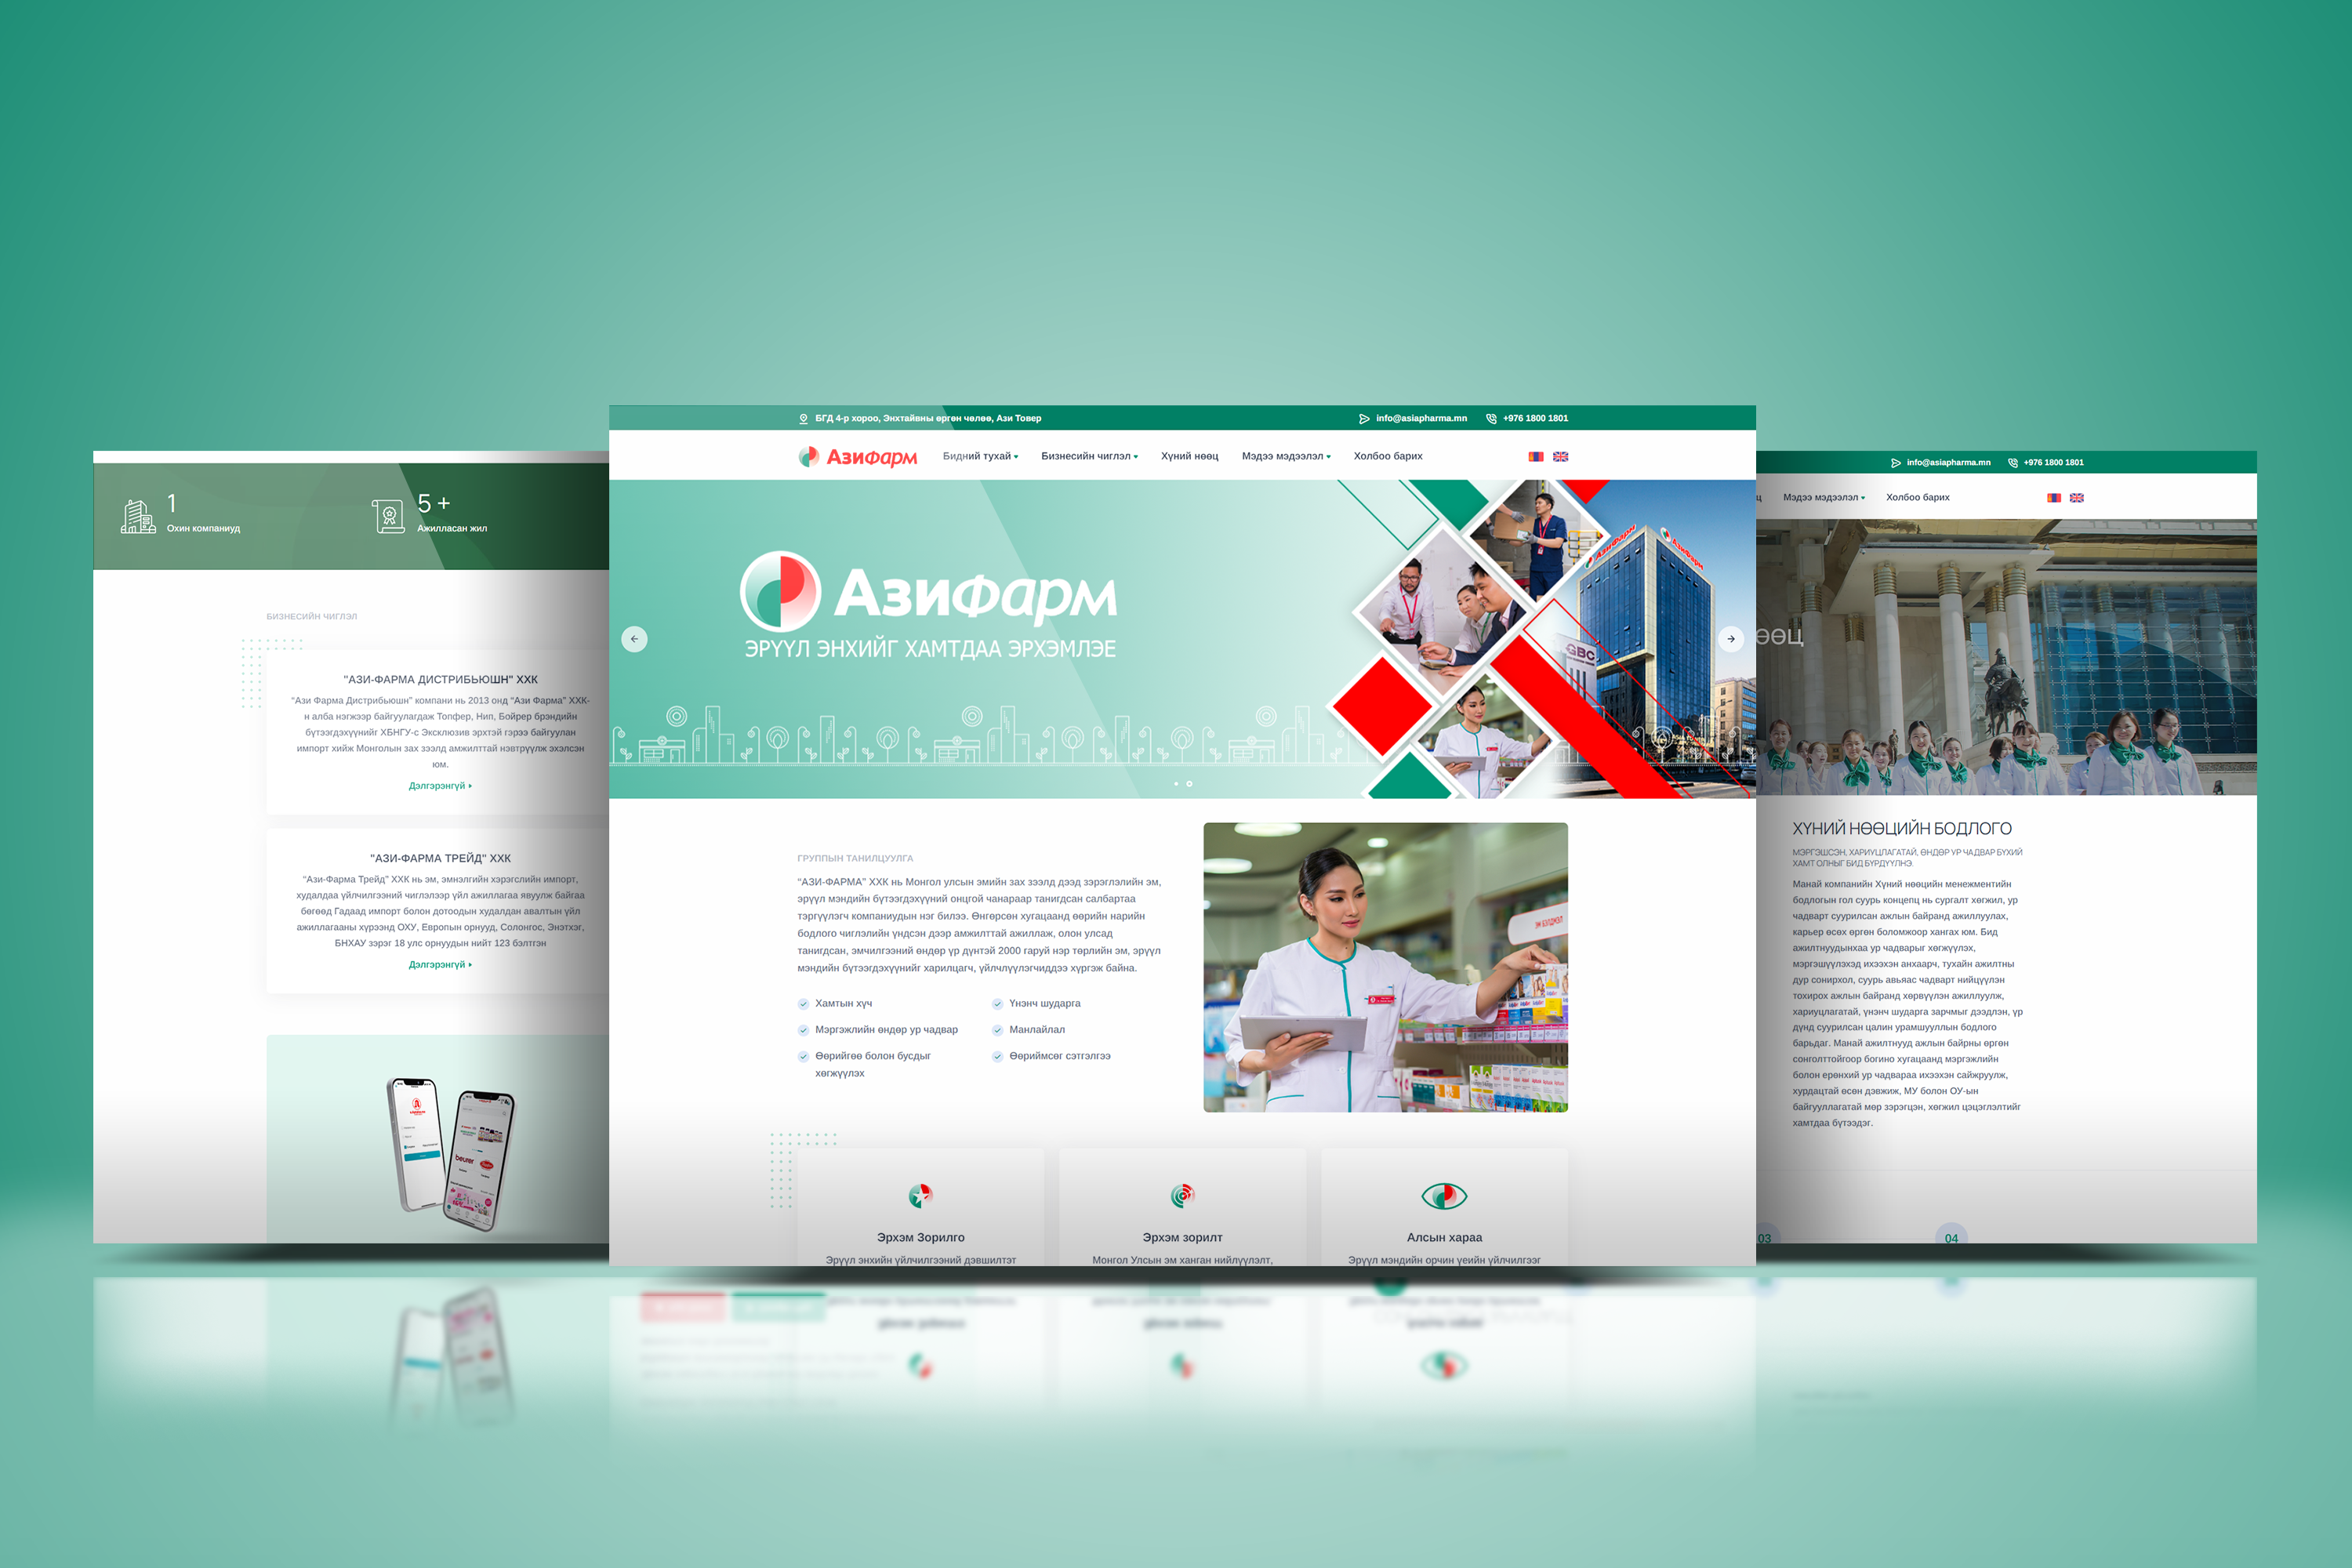 1
Охин компаниуд
5 +
Ажилласан жил
БИЗНЕСИЙН ЧИГЛЭЛ
"АЗИ-ФАРМА ДИСТРИБЬЮШН" ХХК
"Ази Фарма Дистрибьюшн" компани нь 2013 онд "Ази Фарма" ХХК-
н алба нэгжээр байгуулагдаж Топфер, Нип, Бойрер брэндийн
бүтээгдэхүүнийг ХБНГУ-с Эксклюзив эрхтэй гэрээ байгуулан
импорт хийж Монголын зах зээлд амжилттай нэвтрүүлж эхэлсэн
юм.
Дэлгэрэнгүй
"АЗИ-ФАРМА ТРЕЙД" ХХК
"Ази-Фарма Трейд" ХХК нь эм, эмнэлгийн хэрэгслийн импорт,
худалдаа үйлчилгээний чиглэлээр үйл ажиллагаа явуулж байгаа
бөгөөд Гадаад импорт болон дотоодын худалдан авалтын үйл
ажиллагааны хүрээнд ОХУ, Европын орнууд, Солонгос, Энэтхэг,
БНХАУ зэрэг 18 улс орнуудын нийт 123 бэлтгэн
Дэлгэрэнгүй
beurer
БГД 4-р хороо, Энхтайвны өргөн чөлөө, Ази Товер
info@asiapharma.mn
+976 1800 1801
Азифарм
Бидний тухай
Бизнесийн чиглэл
Хүний нөөц
Мэдээ мэдээлэл
Холбоо барих
Азифарм
ЭРҮҮЛ ЭНХИЙГ ХАМТДАА ЭРХЭМЛЭЕ
Азифарм
Азифарм
GBC
ГРУППЫН ТАНИЛЦУУЛГА
"АЗИ-ФАРМА" ХХК нь Монгол улсын эмийн зах зээлд дээд зэрэглэлийн эм,
эрүүл мэндийн бүтээгдэхүүний онцгой чанараар танигдсан салбартаа
тэргүүлэгч компаниудын нэг билээ. Өнгөрсөн хугацаанд өөрийн нарийн
бодлого чиглэлийн үндсэн дээр амжилттай ажиллаж, олон улсад
танигдсан, эмчилгээний өндөр үр дүнтэй 2000 гаруй нэр төрлийн эм, эрүүл
мэндийн бүтээгдэхүүнийг харилцагч, үйлчлүүлэгчиддээ хүргэж байна.
Хамтын хүч
Үнэнч шударга
Мэргэжлийн өндөр ур чадвар
Манлайлал
Өөрийгөө болон бусдыг
хөгжүүлэх
Өөриймсөг сэтгэлгээ
Эрхэм Зорилго
Эрүүл энхийн үйлчилгээний дэвшилтэт
Эрхэм зорилт
Монгол Улсын эм ханган нийлүүлэлт,
Алсын хараа
Эрүүл мэндийн орчин үеийн үйлчилгээг
info@asiapharma.mn
+976 1800 1801
ц
Мэдээ мэдээлэл
Холбоо барих
өөц
ХҮНИЙ НӨӨЦИЙН БОДЛОГО
МЭРГЭШСЭН, ХАРИУЦЛАГАТАЙ, ӨНДӨР УР ЧАДВАР БҮХИЙ
ХАМТ ОЛНЫГ БИД БҮРДҮҮЛНЭ.
Манай компанийн Хүний нөөцийн менежментийн
бодлогын гол суурь концепц нь сургалт хөгжил, ур
чадварт суурилсан ажлын байранд ажиллуулах,
карьер өсөх өргөн боломжоор хангах юм. Бид
ажилтнуудынхаа ур чадварыг хөгжүүлэх,
мэргэшүүлэхэд ихээхэн анхаарч, тухайн ажилтны
дур сонирхол, суурь авьяас чадварт нийцүүлэн
тохирох ажлын байранд хөрвүүлэн ажиллуулж,
хариуцлагатай, үнэнч шударга зарчмыг дээдлэн, үр
дүнд суурилсан цалин урамшууллын бодлого
барьдаг. Манай ажилтнууд ажлын байрны өргөн
сонголттойгоор богино хугацаанд мэргэжлийн
болон ерөнхий ур чадвараа ихээхэн сайжруулж,
хурдацтай өсөн дэвжиж, МУ болон ОУ-ын
байгууллагатай мөр зэрэгцэн, хөгжил цэцэглэлтийг
хамтдаа бүтээдэг.
03
04